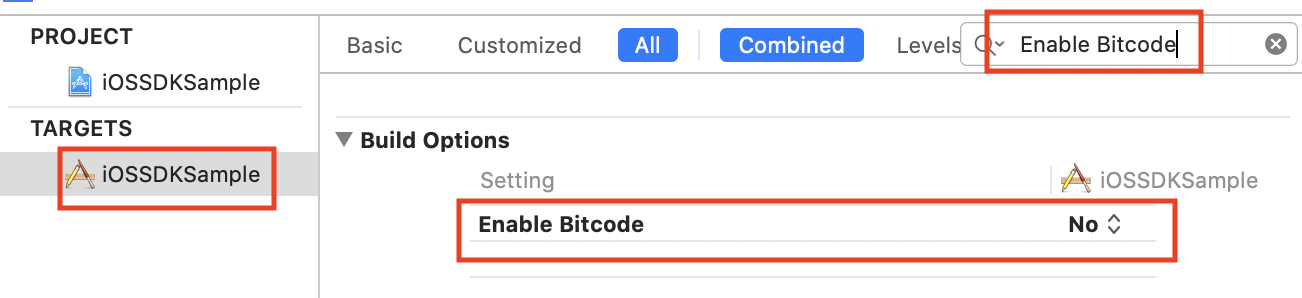 PROJECT
iOSSDKSample
TARGETS
iOSSDKSample
Basic Customized All Combined Levels Enable Bitcode
Build Options
Setting iOSSDKSample
Enable Bitcode No